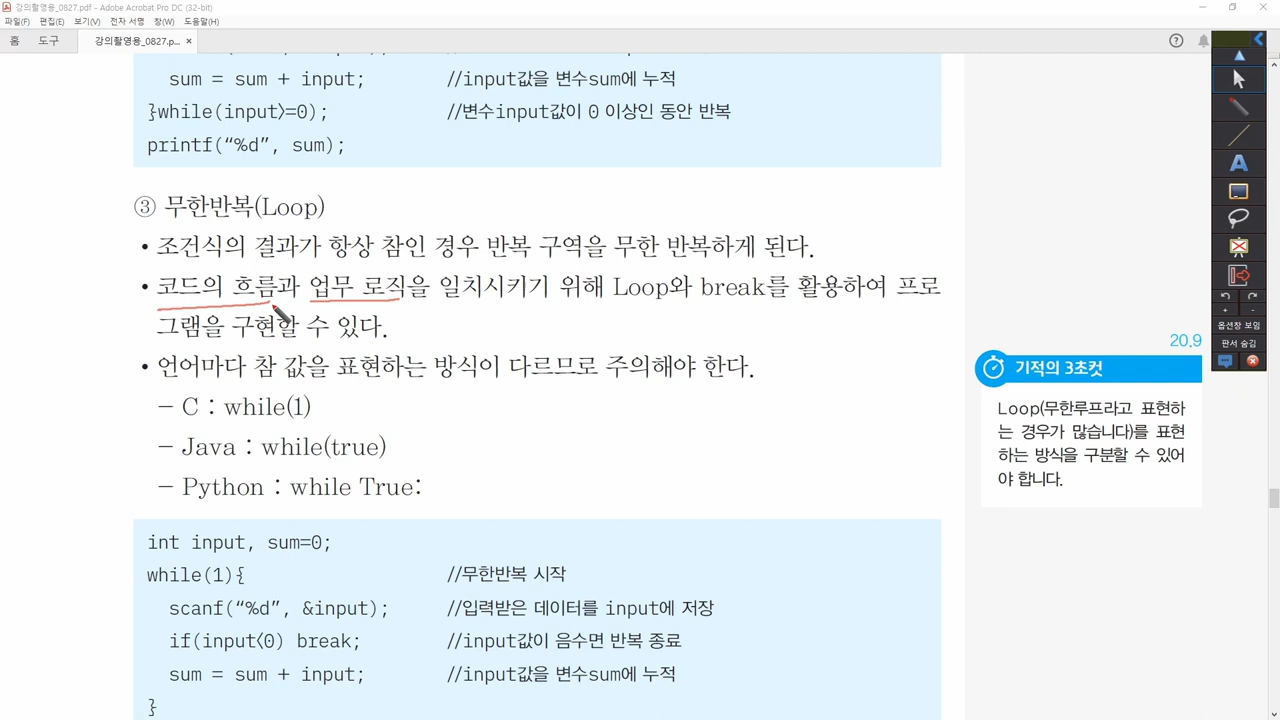 강의촬영용_0827.pdf - Adobe Acrobat Pro DC (32-bit)
파일(F) 편집(E) 보기(V) 전자 서명 창(W) 도움말(H)
홈 도구 강의촬영용_0827.p... ×
sum = sum + input; //input값을 변수sum에 누적
}while(input>=0); //변수input값이 0 이상인 동안 반복
printf(“%d”, sum);
③ 무한반복(Loop)
• 조건식의 결과가 항상 참인 경우 반복 구역을 무한 반복하게 된다.
• 코드의 흐름과 업무 로직을 일치시키기 위해 Loop와 break를 활용하여 프로
그램을 구현할 수 있다.
• 언어마다 참 값을 표현하는 방식이 다르므로 주의해야 한다.
– C : while(1)
– Java : while(true)
– Python : while True:
int input, sum=0;
while(1){ //무한반복 시작
scanf(“%d”, &input); //입력받은 데이터를 input에 저장
if(input<0) break; //input값이 음수면 반복 종료
sum = sum + input; //input값을 변수sum에 누적
}
20.9
기적의 3초컷
Loop(무한루프라고 표현하
는 경우가 많습니다)를 표현
하는 방식을 구분할 수 있어
야 합니다.
A
옵션창 보임
판서 숨김